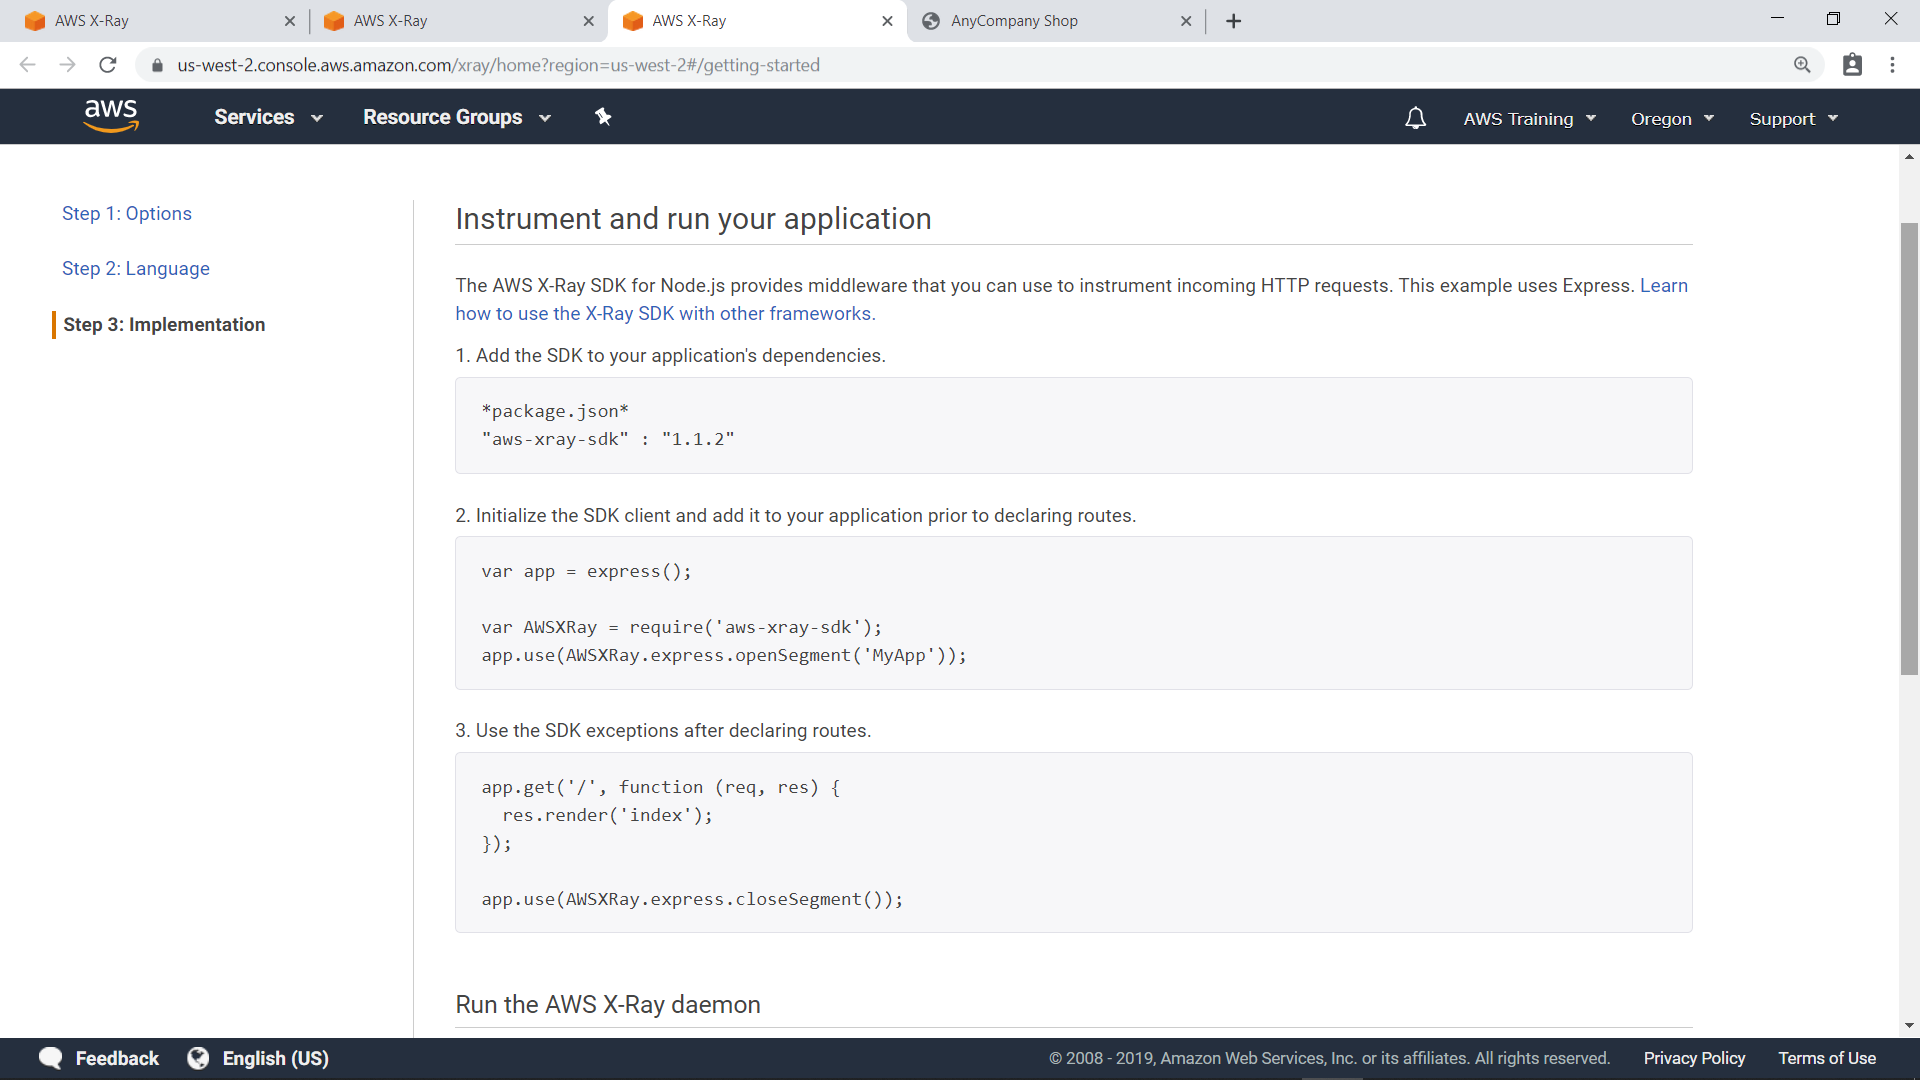 AWS X-Ray
AWS X-Ray
AWS X-Ray
AnyCompany Shop
us-west-2.console.aws.amazon.com/xray/home?region=us-west-2#/getting-started
aws
Services
Resource Groups
AWS Training
Oregon
Support
Step 1: Options
Step 2: Language
Step 3: Implementation
Instrument and run your application
The AWS X-Ray SDK for Node.js provides middleware that you can use to instrument incoming HTTP requests. This example uses Express. Learn
how to use the X-Ray SDK with other frameworks.
1. Add the SDK to your application's dependencies.
*package.json*
"aws-xray-sdk" : "1.1.2"
2. Initialize the SDK client and add it to your application prior to declaring routes.
var app = express();
var AWSXRay = require('aws-xray-sdk');
app.use(AWSXRay.express.openSegment('MyApp'));
3. Use the SDK exceptions after declaring routes.
app.get('/', function (req, res) {
  res.render('index');
});
app.use(AWSXRay.express.closeSegment());
Run the AWS X-Ray daemon
Feedback
English (US)
© 2008 - 2019, Amazon Web Services, Inc. or its affiliates. All rights reserved.
Privacy Policy
Terms of Use